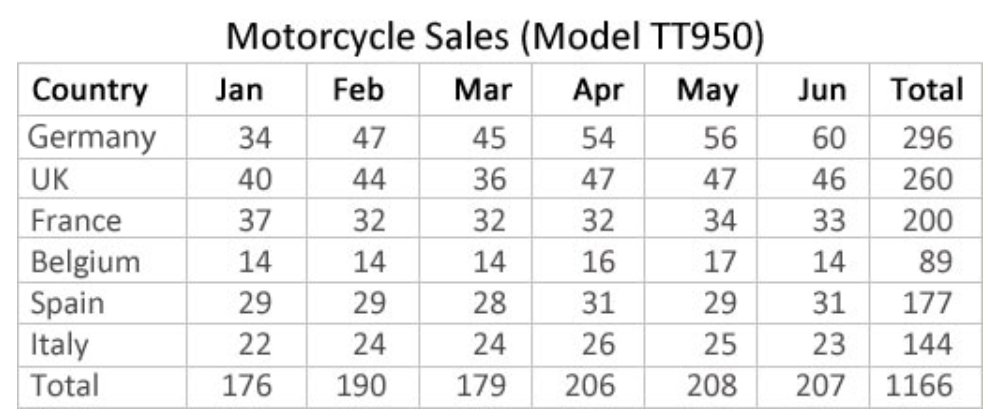 Motorcycle Sales (Model TT950)
Country Jan Feb Mar Apr May Jun Total
Germany 34 47 45 54 56 60 296
UK 40 44 36 47 47 46 260
France 37 32 32 32 34 33 200
Belgium 14 14 14 16 17 14 89
Spain 29 29 28 31 29 31 177
Italy 22 24 24 26 25 23 144
Total 176 190 179 206 208 207 1166